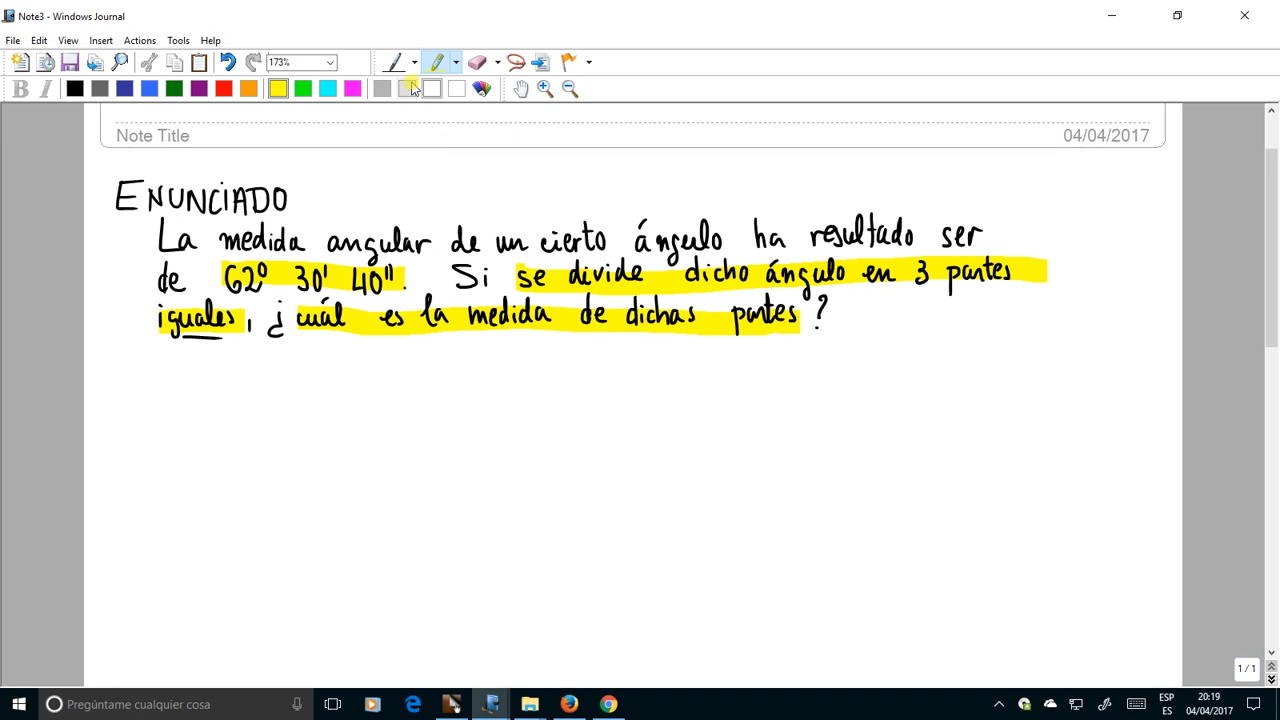 Note3 - Windows Journal
File Edit View Insert Actions Tools Help
173%
B I
Note Title 04/04/2017
ENUNCIADO
La medida angular de un cierto ángulo ha resultado ser
de 62º 30' 40". Si se divide dicho ángulo en 3 partes
iguales, ¿cuál es la medida de dichas partes?
1 / 1
Pregúntame cualquier cosa
ESP 20:19
ES 04/04/2017